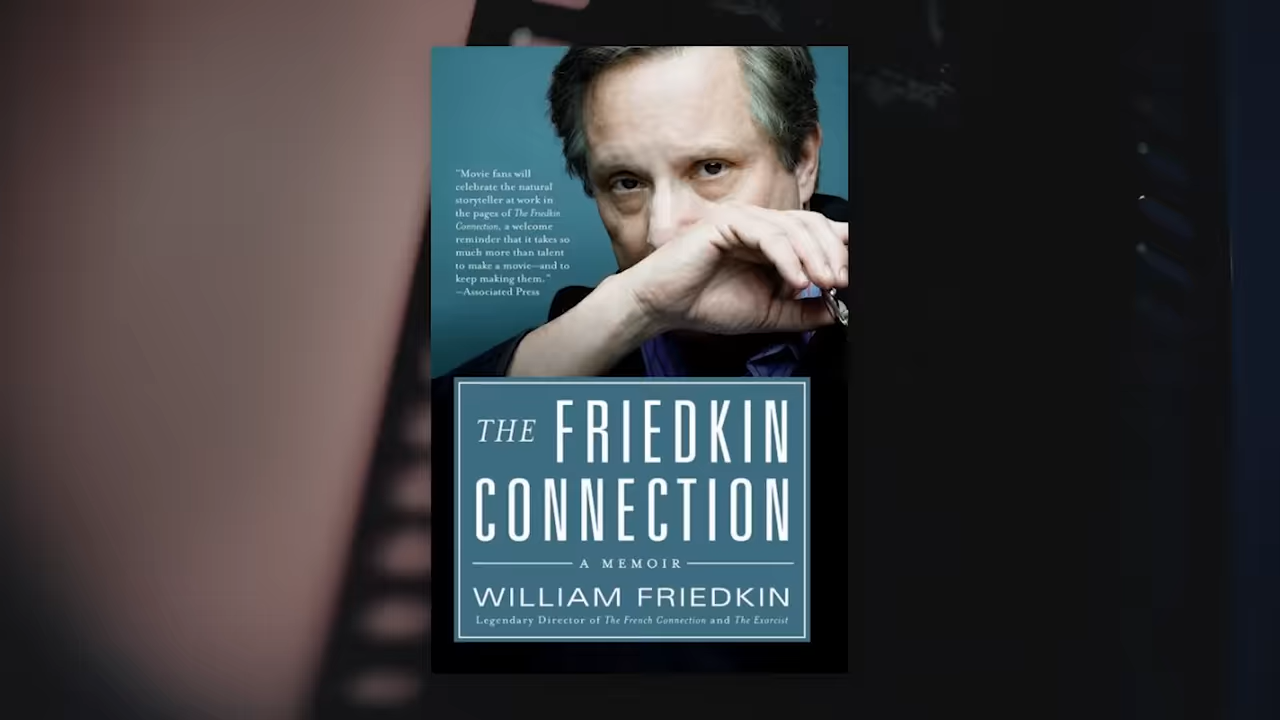 "Movie fans will
celebrate the natural
storyteller at work in
the pages of The Friedkin
Connection, a welcome
reminder that it takes so
much more than talent
to make a movie—and to
keep making them."
—Associated Press
THE FRIEDKIN
CONNECTION
A MEMOIR
WILLIAM FRIEDKIN
Legendary Director of The French Connection and The Exorcist